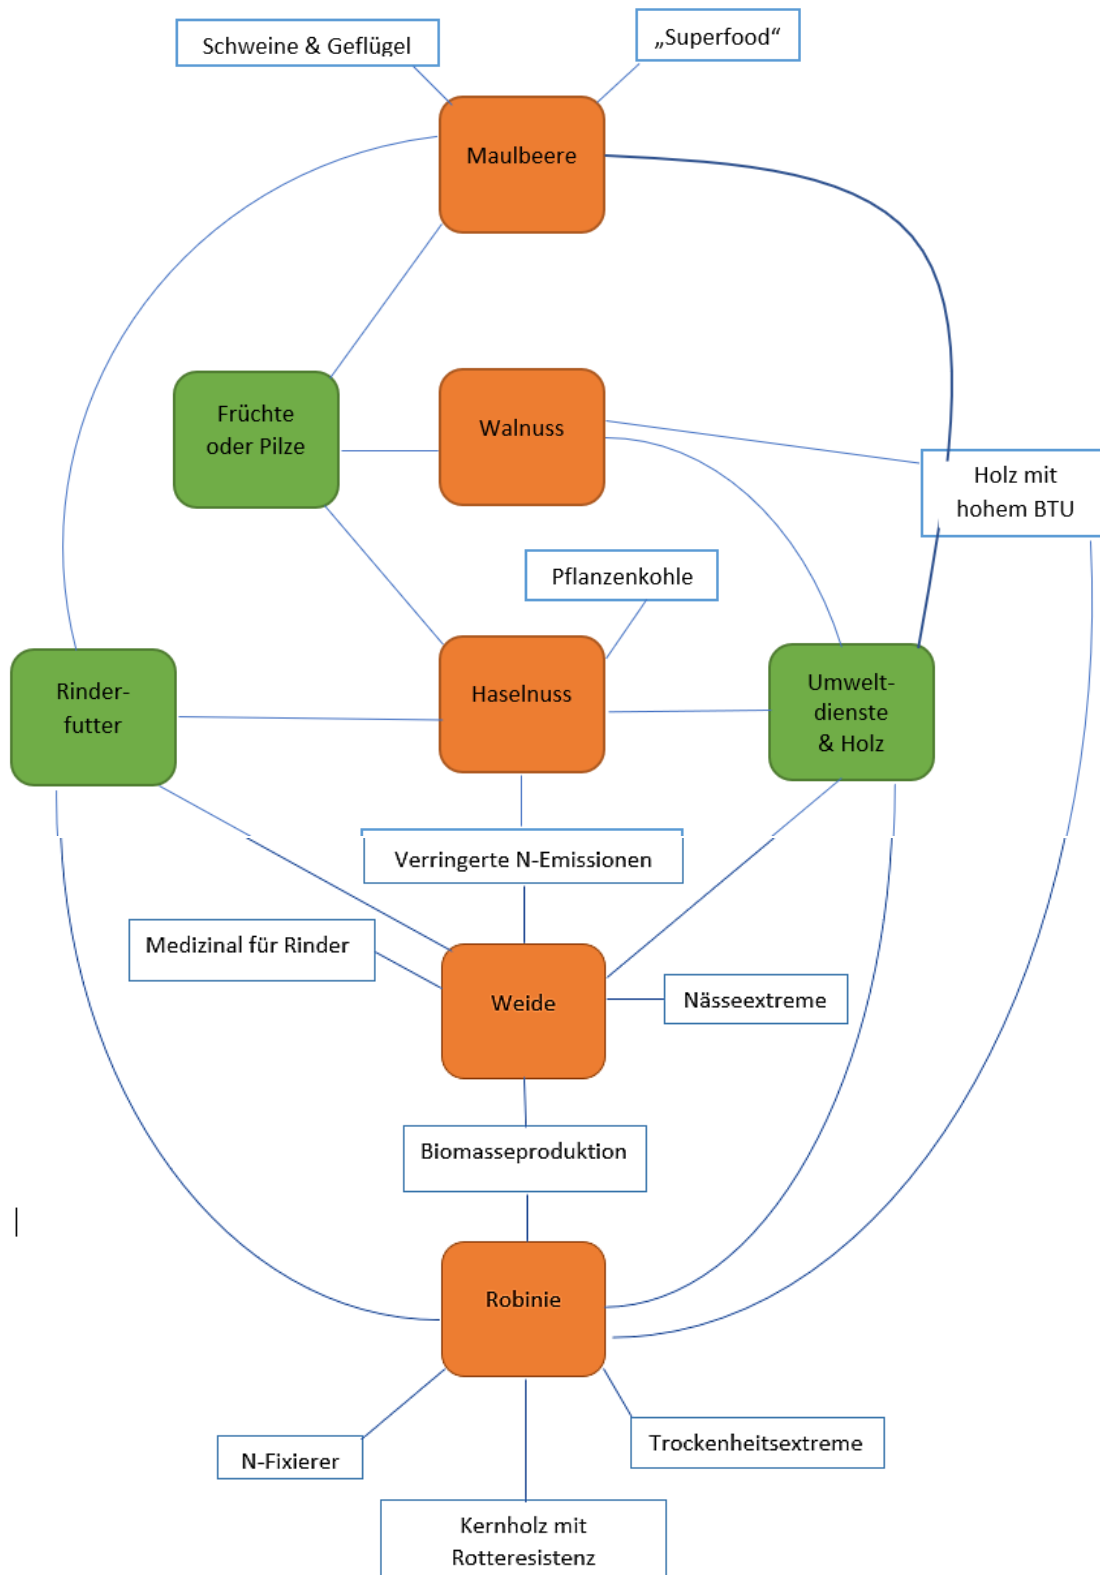 Schweine & Geflügel
„Superfood“
Maulbeere
Früchte
oder Pilze
Walnuss
Holz mit
hohem BTU
Pflanzenkohle
Rinder-
futter
Haselnuss
Umwelt-
dienste
& Holz
Verringerte N-Emissionen
Medizinal für Rinder
Weide
Nässeextreme
Biomasseproduktion
Robinie
N-Fixierer
Trockenheitsextreme
Kernholz mit
Rotteresistenz